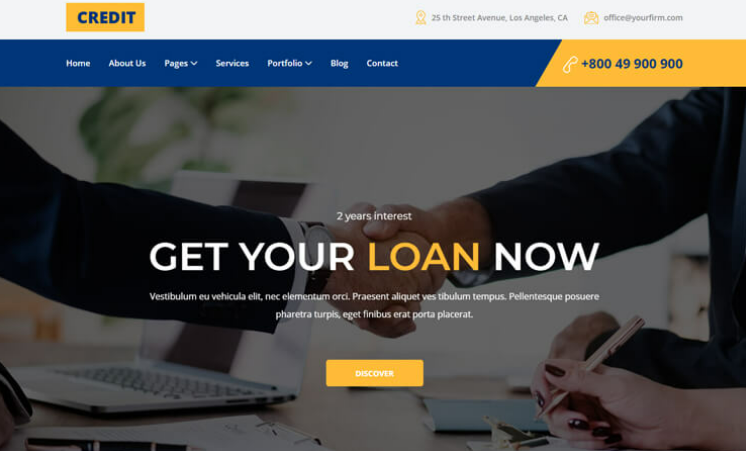 CREDIT
25 th Street Avenue, Los Angeles, CA
office@yourfirm.com
Home About Us Pages Services Portfolio Blog Contact
+800 49 900 900
2 years interest
GET YOUR LOAN NOW
Vestibulum eu vehicula elit, nec elementum orci. Praesent aliquet ves tibulum tempus. Pellentesque posuere
pharetra turpis, eget finibus erat porta placerat.
DISCOVER